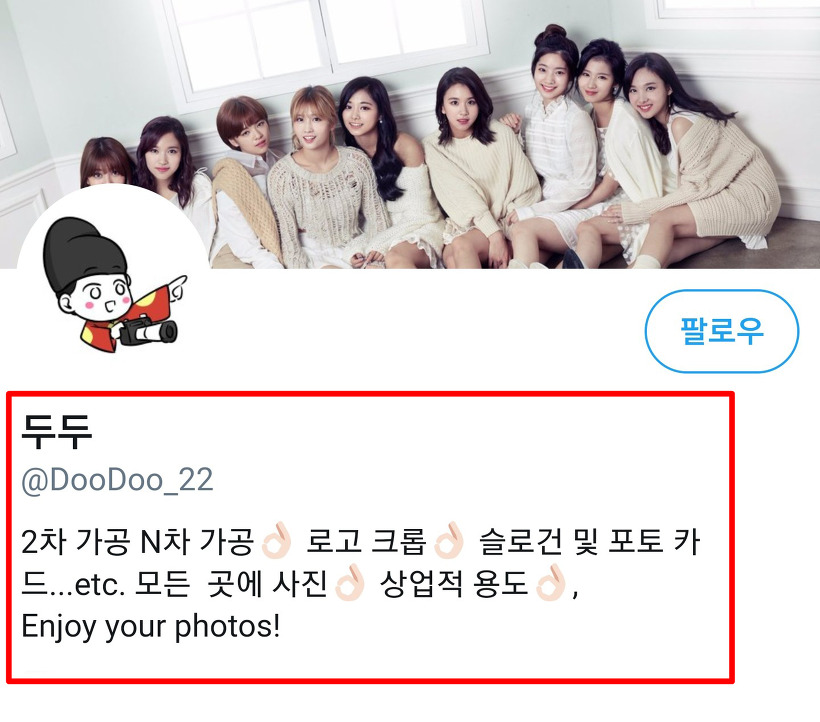 팔로우
두두
@DooDoo_22
2차 가공 N차 가공👌🏻 로고 크롭👌🏻 슬로건 및 포토 카
드...etc. 모든  곳에 사진👌🏻 상업적 용도👌🏻,
Enjoy your photos!